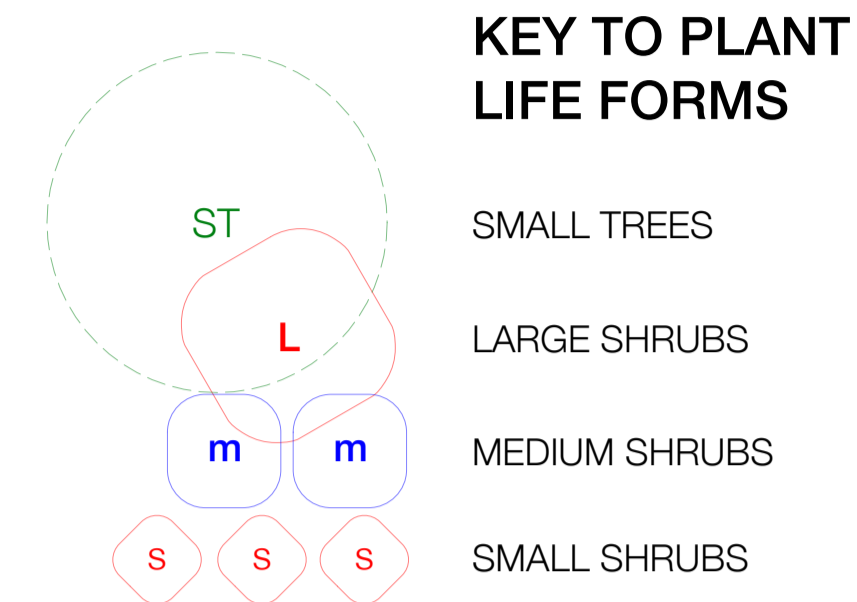 KEY TO PLANT
LIFE FORMS
ST
SMALL TREES
L
LARGE SHRUBS
m m
MEDIUM SHRUBS
S S S
SMALL SHRUBS